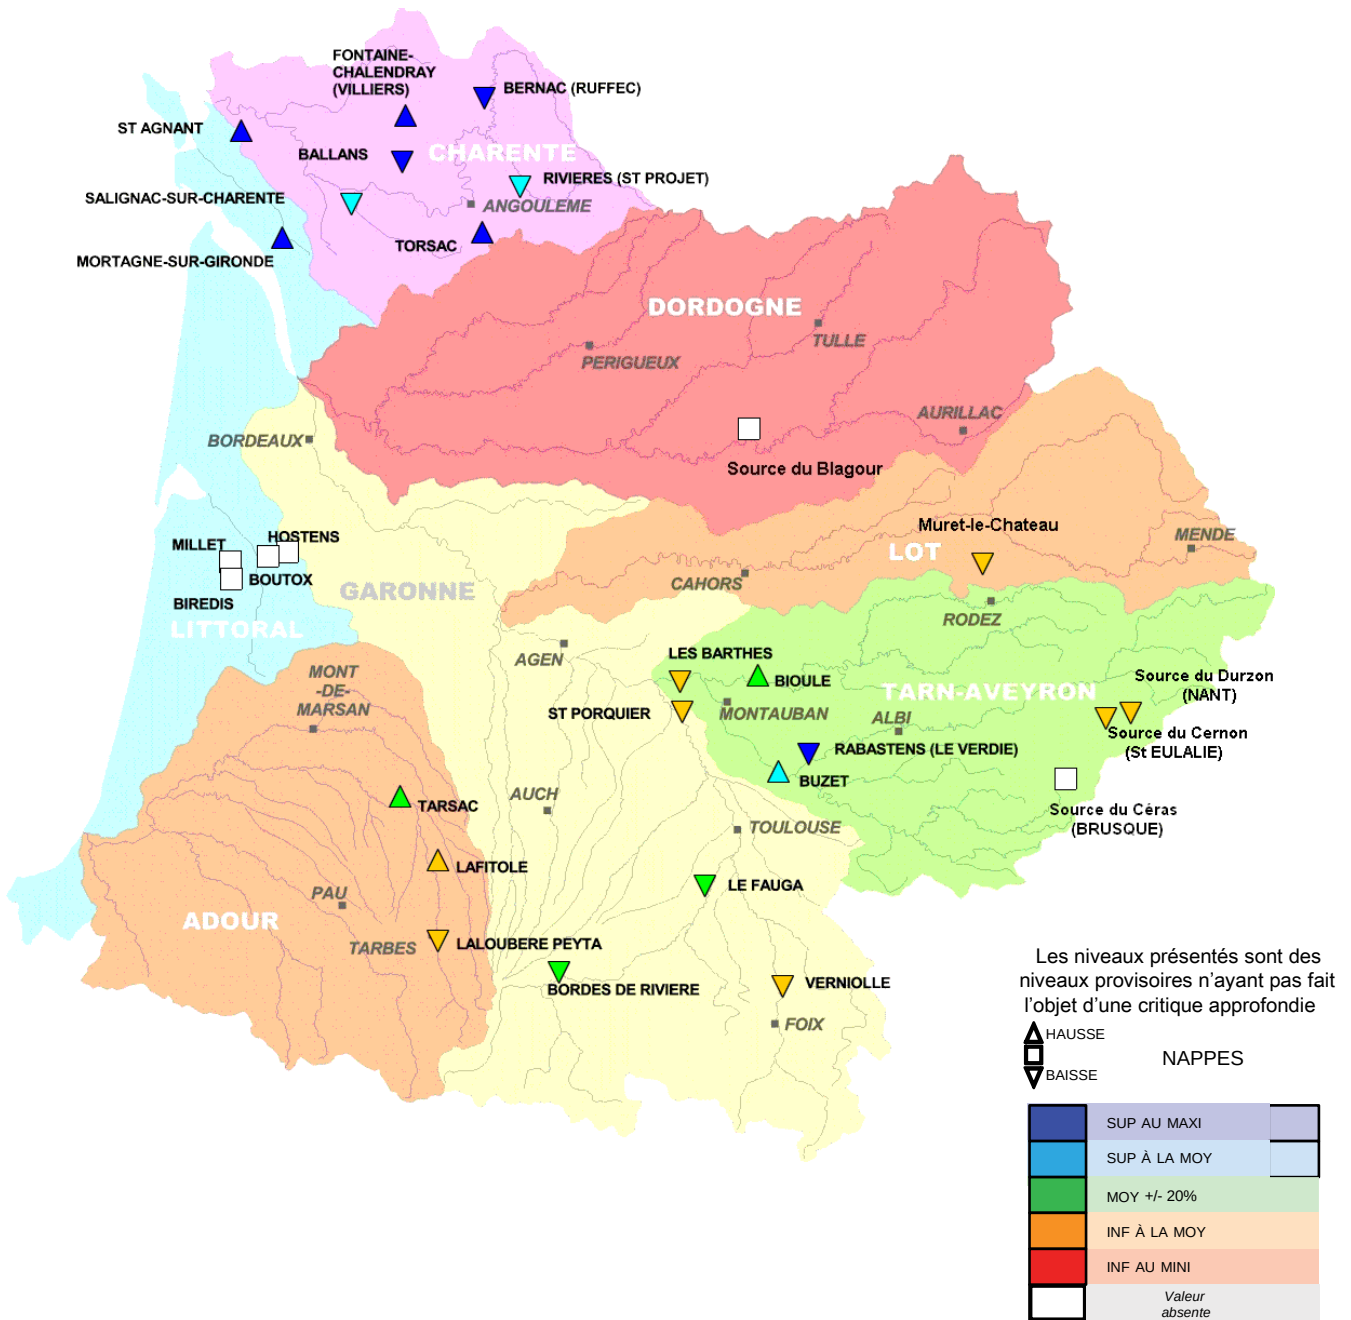 FONTAINE-
CHALENDRAY
(VILLIERS)
BERNAC (RUFFEC)
ST AGNANT
BALLANS
CHARENTE
RIVIERES (ST PROJET)
SALIGNAC-SUR-CHARENTE
ANGOULEME
TORSAC
MORTAGNE-SUR-GIRONDE
DORDOGNE
TULLE
PERIGUEUX
AURILLAC
BORDEAUX
Source du Blagour
Muret-le-Chateau
MENDE
HOSTENS
MILLET
LOT
BOUTOX
CAHORS
GARONNE
BIREDIS
RODEZ
LITTORAL
LES BARTHES
AGEN
MONT
-DE-
MARSAN
BIOULE
Source du Durzon
(NANT)
TARN-AVEYRON
ST PORQUIER
MONTAUBAN
ALBI
Source du Cernon
(St EULALIE)
RABASTENS (LE VERDIE)
BUZET
AUCH
TARSAC
Source du Céras
(BRUSQUE)
TOULOUSE
LAFITOLE
LE FAUGA
PAU
ADOUR
TARBES
LALOUBERE PEYTA
BORDES DE RIVIERE
VERNIOLLE
FOIX
Les niveaux présentés sont des
niveaux provisoires n’ayant pas fait
l’objet d’une critique approfondie
HAUSSE
NAPPES
BAISSE
SUP AU MAXI
SUP À LA MOY
MOY +/- 20%
INF À LA MOY
INF AU MINI
Valeur
absente